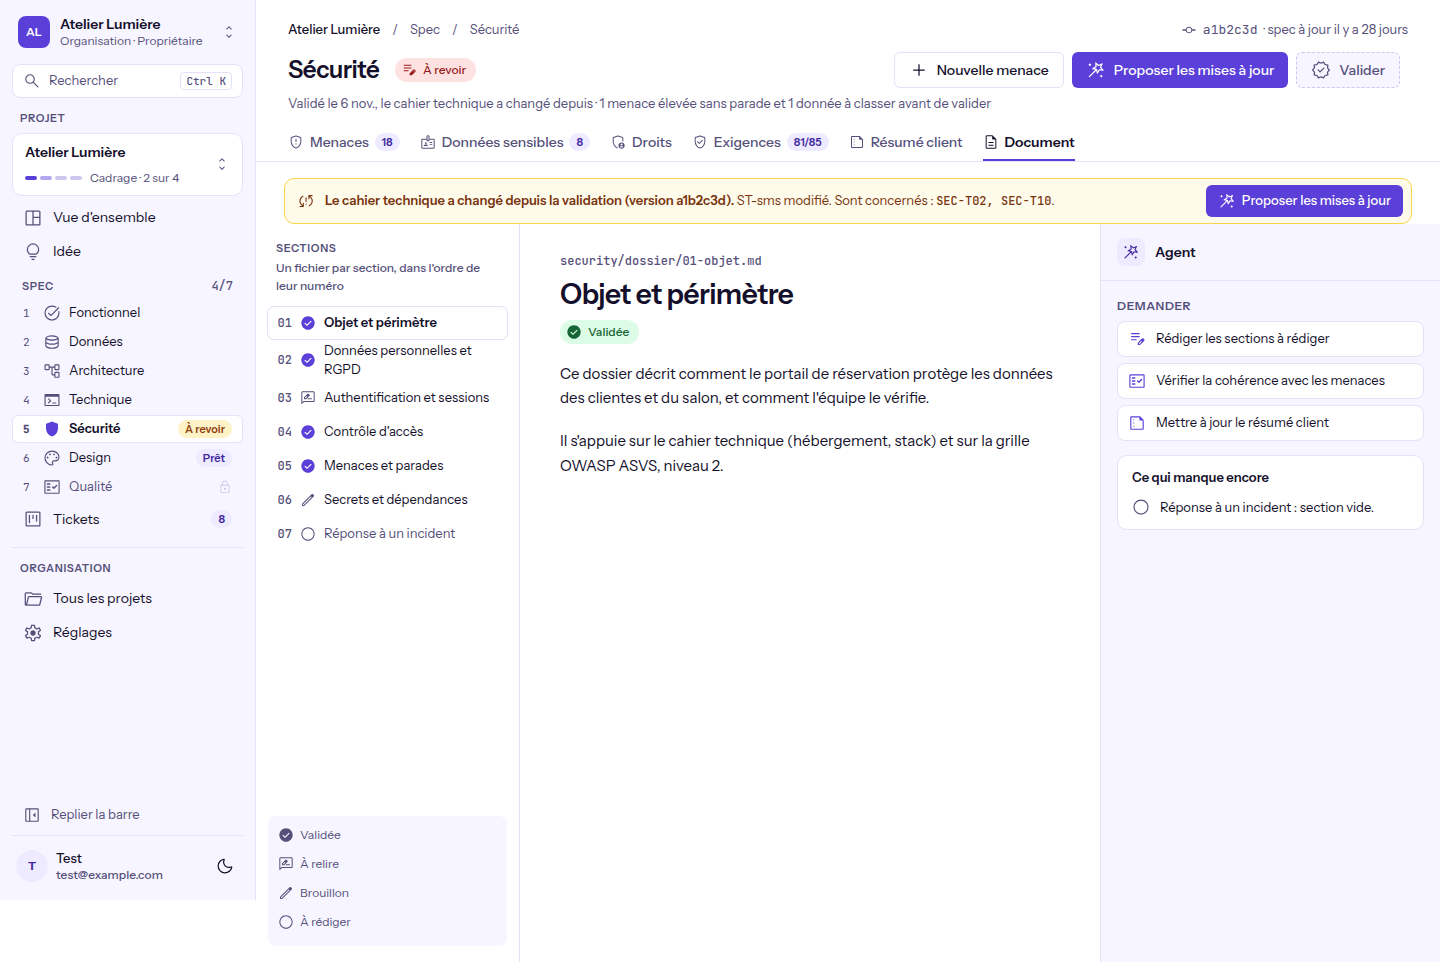 AL
Atelier Lumière
Organisation · Propriétaire
Rechercher
Ctrl K
PROJET
Atelier Lumière
Cadrage · 2 sur 4
Vue d'ensemble
Idée
SPEC 4/7
1 Fonctionnel
2 Données
3 Architecture
4 Technique
5 Sécurité À revoir
6 Design Prêt
7 Qualité
Tickets 8
ORGANISATION
Tous les projets
Réglages
Replier la barre
T
Test
test@example.com
Atelier Lumière / Spec / Sécurité
a1b2c3d · spec à jour il y a 28 jours
Sécurité
À revoir
Nouvelle menace
Proposer les mises à jour
Valider
Validé le 6 nov., le cahier technique a changé depuis · 1 menace élevée sans parade et 1 donnée à classer avant de valider
Menaces 18
Données sensibles 8
Droits
Exigences 81/85
Résumé client
Document
Le cahier technique a changé depuis la validation (version a1b2c3d). ST-sms modifié. Sont concernés : SEC-T02, SEC-T10.
Proposer les mises à jour
SECTIONS
Un fichier par section, dans l'ordre de
leur numéro
01 Objet et périmètre
02 Données personnelles et
RGPD
03 Authentification et sessions
04 Contrôle d'accès
05 Menaces et parades
06 Secrets et dépendances
07 Réponse à un incident
Validée
À relire
Brouillon
À rédiger
security/dossier/01-objet.md
Objet et périmètre
Validée
Ce dossier décrit comment le portail de réservation protège les données
des clientes et du salon, et comment l'équipe le vérifie.
Il s'appuie sur le cahier technique (hébergement, stack) et sur la grille
OWASP ASVS, niveau 2.
Agent
DEMANDER
Rédiger les sections à rédiger
Vérifier la cohérence avec les menaces
Mettre à jour le résumé client
Ce qui manque encore
Réponse à un incident : section vide.